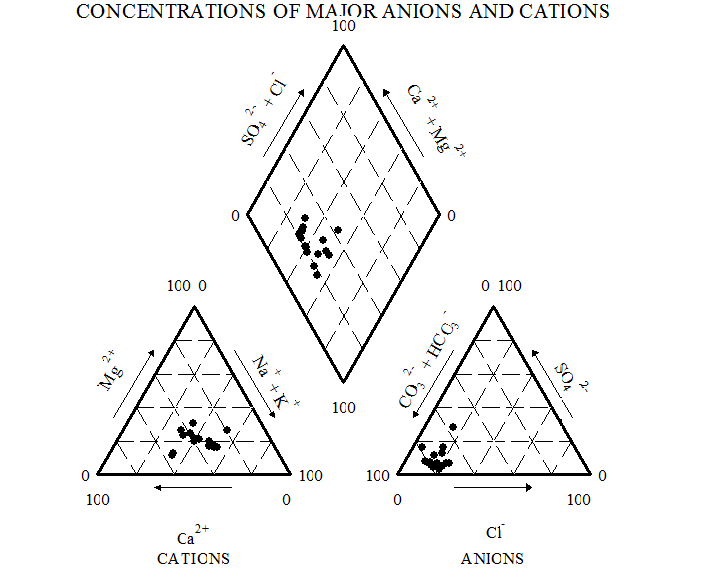 CONCENTRATIONS OF MAJOR ANIONS AND CATIONS
100
SO4 2- + Cl -
Ca 2+ + Mg 2+
0
0
100 0
0 100
Mg 2+
Na + + K +
CO3 2- + HCO3 -
SO4 2-
100
0
100
100
0
100
0
0
100
Ca2+
Cl-
CATIONS
ANIONS